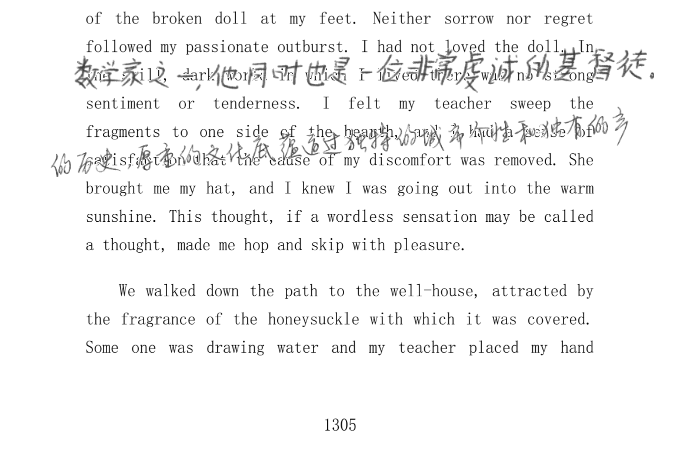 of the broken doll at my feet. Neither sorrow nor regret
followed my passionate outburst. I had not loved the doll. In
数学家之一,他同时也是一位非常虔诚的基督徒。
the still, dark world in which I lived there was no strong
sentiment or tenderness. I felt my teacher sweep the
fragments to one side of the hearth, and I had a sense of
的历史,厚重的文化底蕴通过独特的城市个性和独有的乡
satisfaction that the cause of my discomfort was removed. She
brought me my hat, and I knew I was going out into the warm
sunshine. This thought, if a wordless sensation may be called
a thought, made me hop and skip with pleasure.
We walked down the path to the well-house, attracted by
the fragrance of the honeysuckle with which it was covered.
Some one was drawing water and my teacher placed my hand
1305